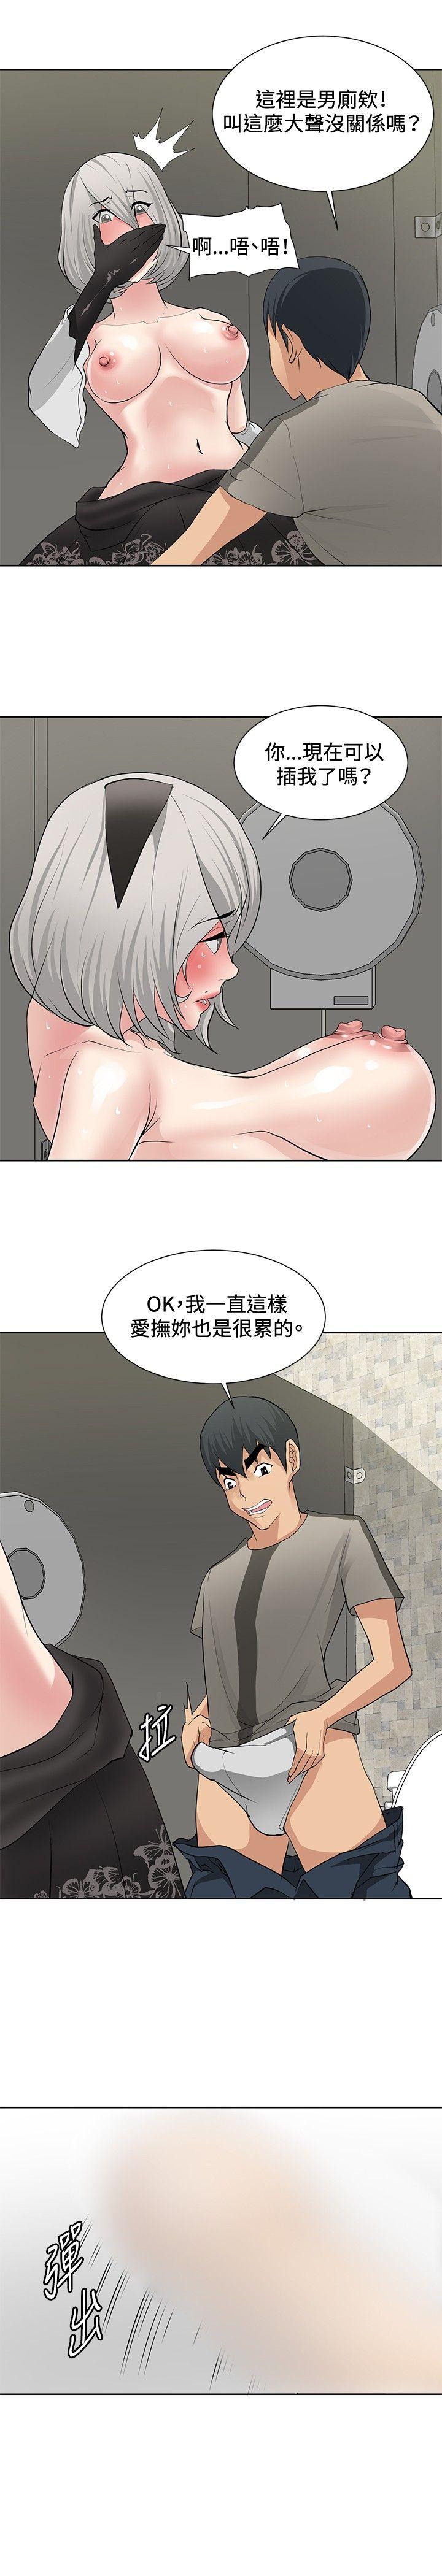 這裡是男廁欸!
叫這麼大聲沒關係嗎?
啊...唔、唔!
你...現在可以
插我了嗎?
OK,我一直這樣
愛撫妳也是很累的。
拉
彈出